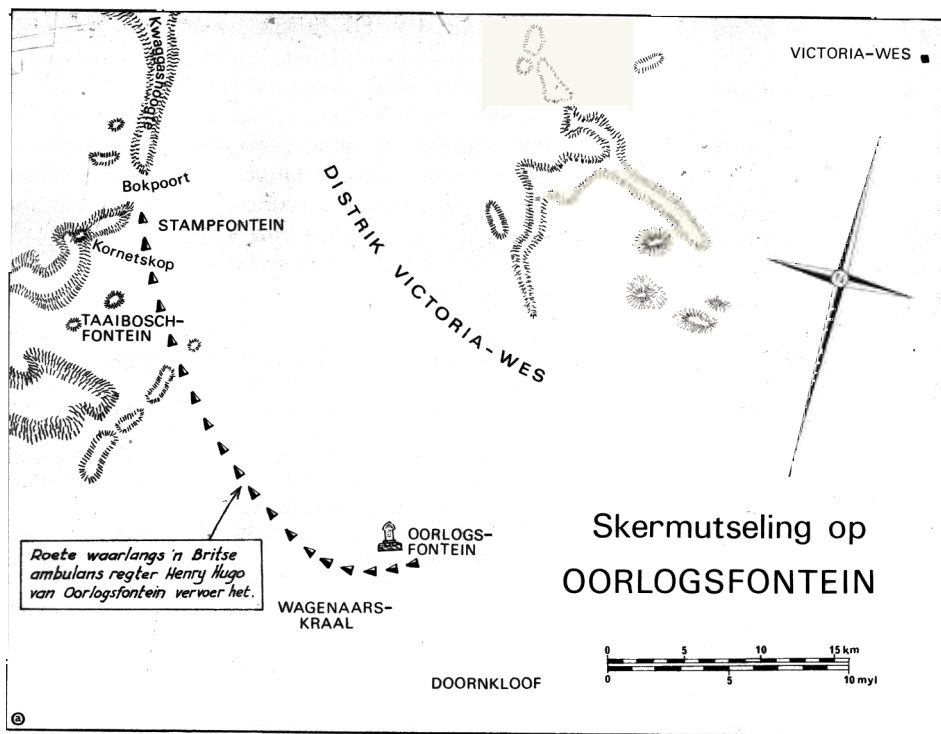 Kwaggashoogte
VICTORIA-WES
Bokpoort
STAMPFONTEIN
Kornetskop
DISTRIK VICTORIA-WES
TAAIBOSCH-
FONTEIN
OORLOGS-
FONTEIN
Skermutseling op
OORLOGSFONTEIN
Roete waarlangs 'n Britse
ambulans regter Henry Hugo
van Oorlogsfontein vervoer het.
WAGENAARS-
KRAAL
DOORNKLOOF
0 5 10 15 km
0 5 10 myl
a